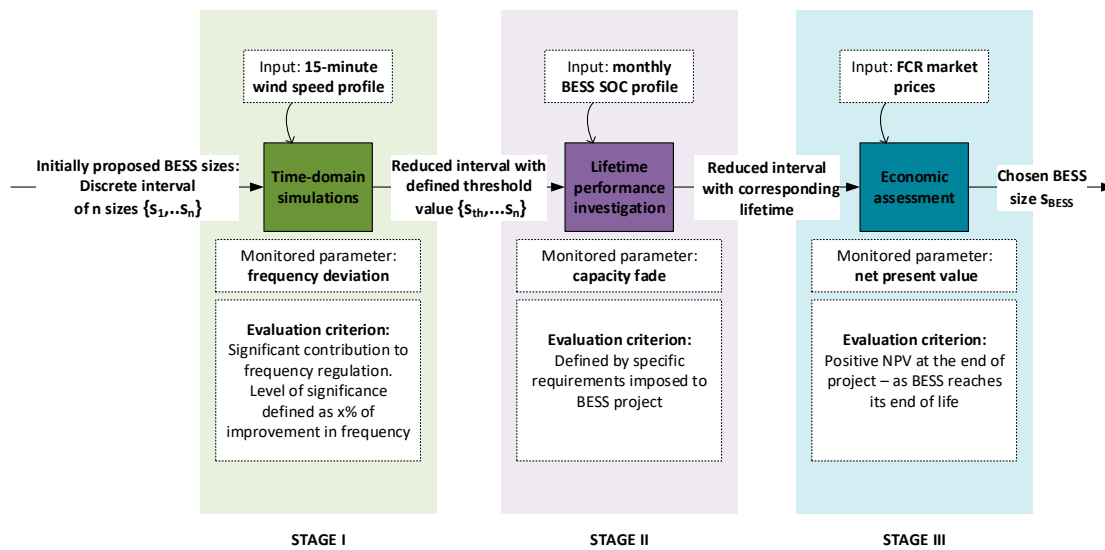 Input: 15-minute
wind speed profile
Input: monthly
BESS SOC profile
Input: FCR market
prices
Initially proposed BESS sizes:
Discrete interval
of n sizes {s1,..sn}
Time-domain
simulations
Reduced interval with
defined threshold
value {sth,...sn}
Lifetime
performance
investigation
Reduced interval
with corresponding
lifetime
Economic
assessment
Chosen BESS
size sBESS
Monitored parameter:
frequency deviation
Monitored parameter:
capacity fade
Monitored parameter:
net present value
Evaluation criterion:
Significant contribution to
frequency regulation.
Level of significance
defined as x% of
improvement in frequency
Evaluation criterion:
Defined by specific
requirements imposed to
BESS project
Evaluation criterion:
Positive NPV at the end of
project – as BESS reaches
its end of life
STAGE I
STAGE II
STAGE III